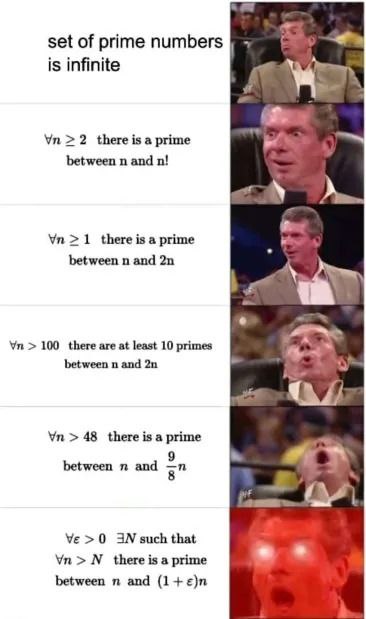 set of prime numbers
is infinite
∀n ≥ 2 there is a prime
between n and n!
∀n ≥ 1 there is a prime
between n and 2n
∀n > 100 there are at least 10 primes
between n and 2n
∀n > 48 there is a prime
between n and 9/8 n
∀ε > 0 ∃N such that
∀n > N there is a prime
between n and (1 + ε)n